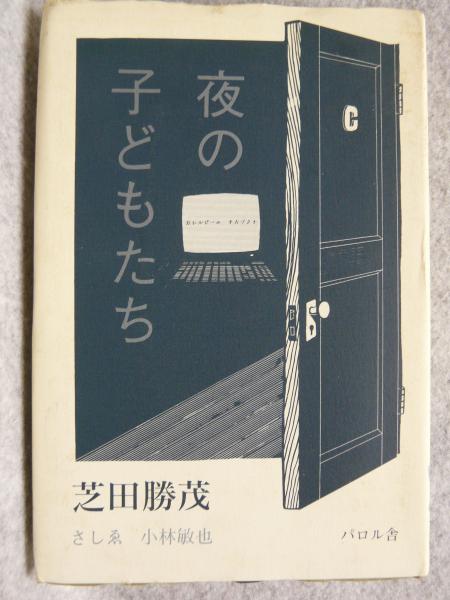 夜の
子どもたち
G
芝田勝茂
さしゑ 小林敏也
パロル舎